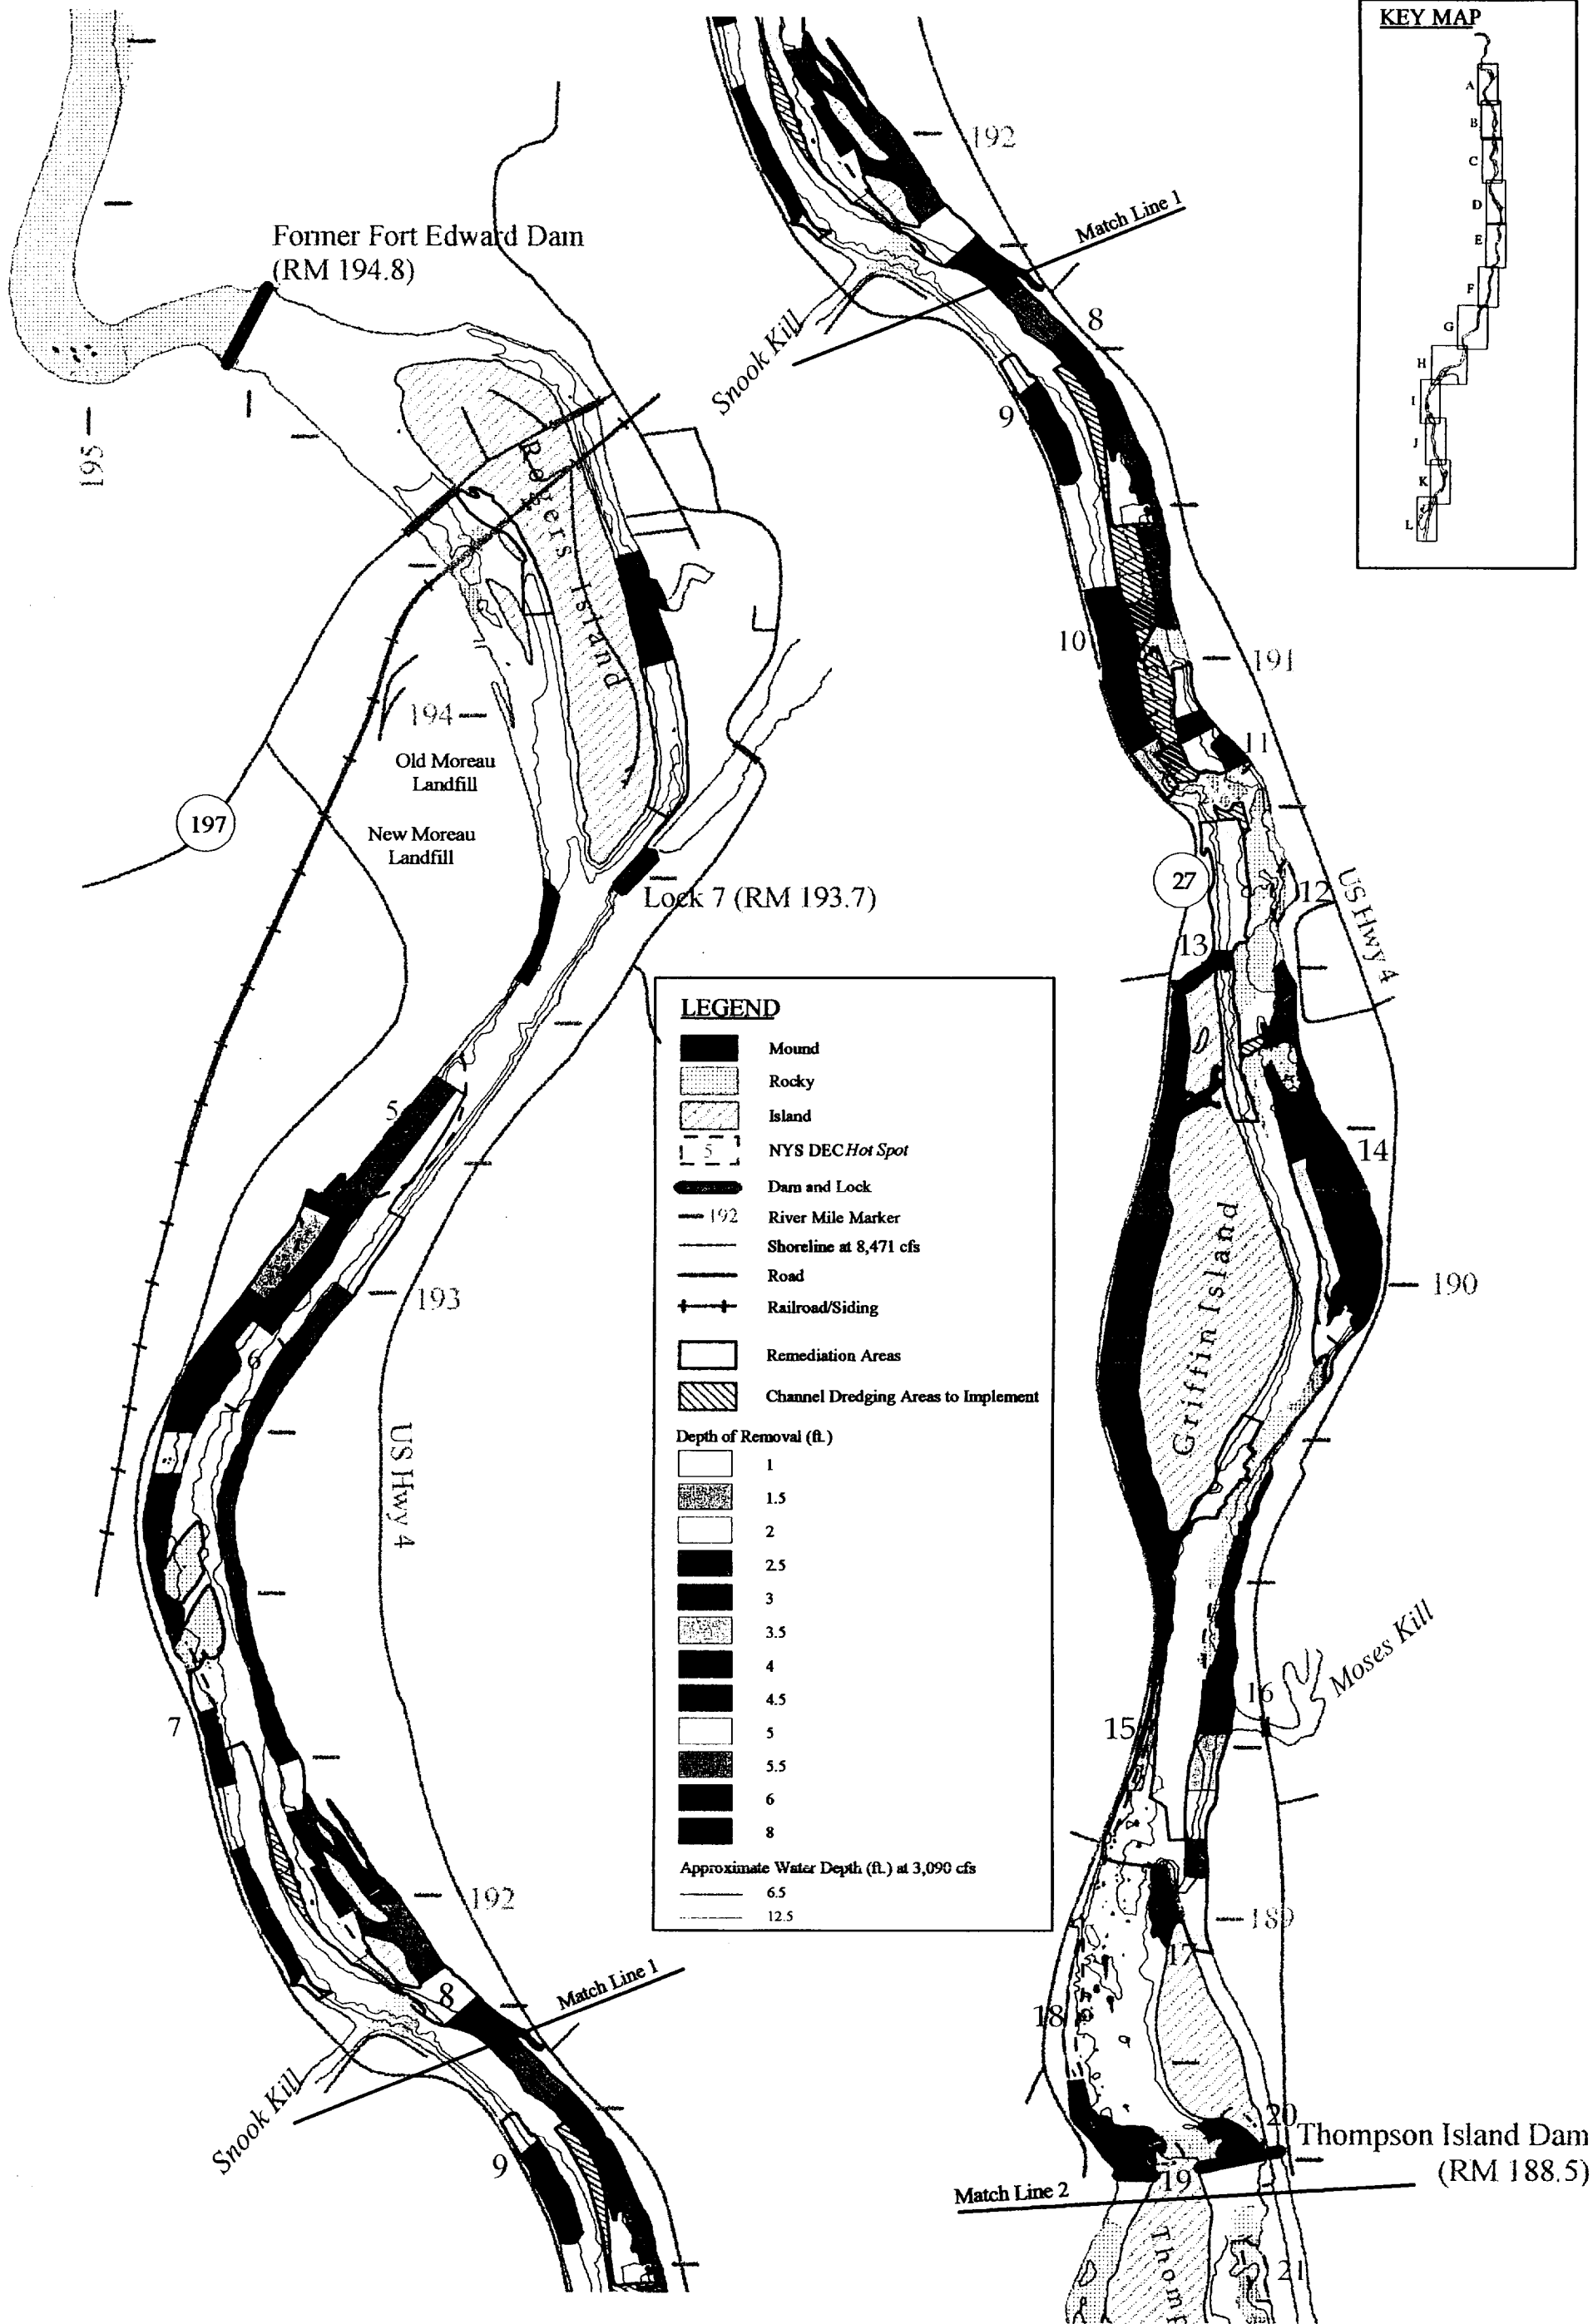 KEY MAP
A
B
C
D
E
F
G
H
I
J
K
L
Former Fort Edward Dam
(RM 194.8)
195
Rogers Island
194
Old Moreau
Landfill
New Moreau
Landfill
197
Lock 7 (RM 193.7)
5
193
6
US Hwy 4
7
192
8
Match Line 1
Snook Kill
9
LEGEND
Mound
Rocky
Island
5
NYS DEC Hot Spot
Dam and Lock
192
River Mile Marker
Shoreline at 8,471 cfs
Road
Railroad/Siding
Remediation Areas
Channel Dredging Areas to Implement
Depth of Removal (ft.)
1
1.5
2
2.5
3
3.5
4
4.5
5
5.5
6
8
Approximate Water Depth (ft.) at 3,090 cfs
6.5
12.5
192
Match Line 1
Snook Kill
8
9
10
191
11
27
12
US Hwy 4
13
14
Griffin Island
190
Moses Kill
16
15
189
17
18
20
Thompson Island Dam
(RM 188.5)
19
Match Line 2
Thomp
21